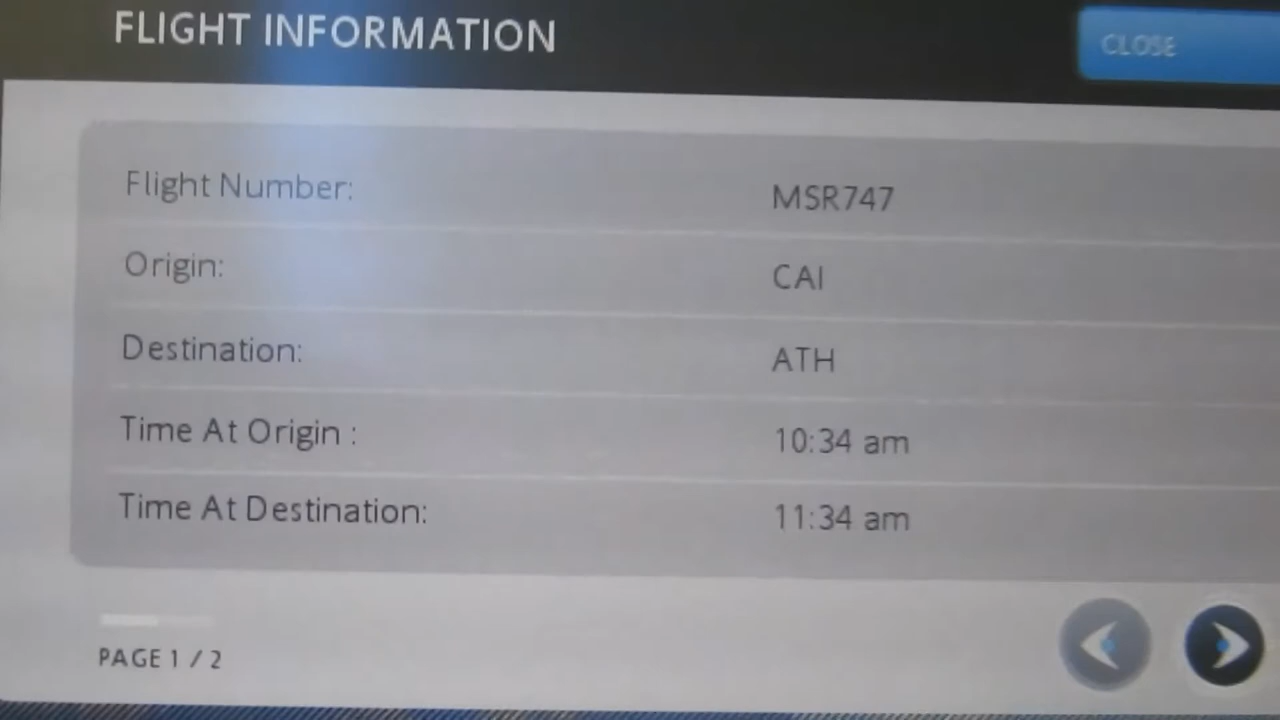 FLIGHT INFORMATION
CLOSE
Flight Number: MSR747
Origin: CAI
Destination: ATH
Time At Origin : 10:34 am
Time At Destination: 11:34 am
PAGE 1 / 2